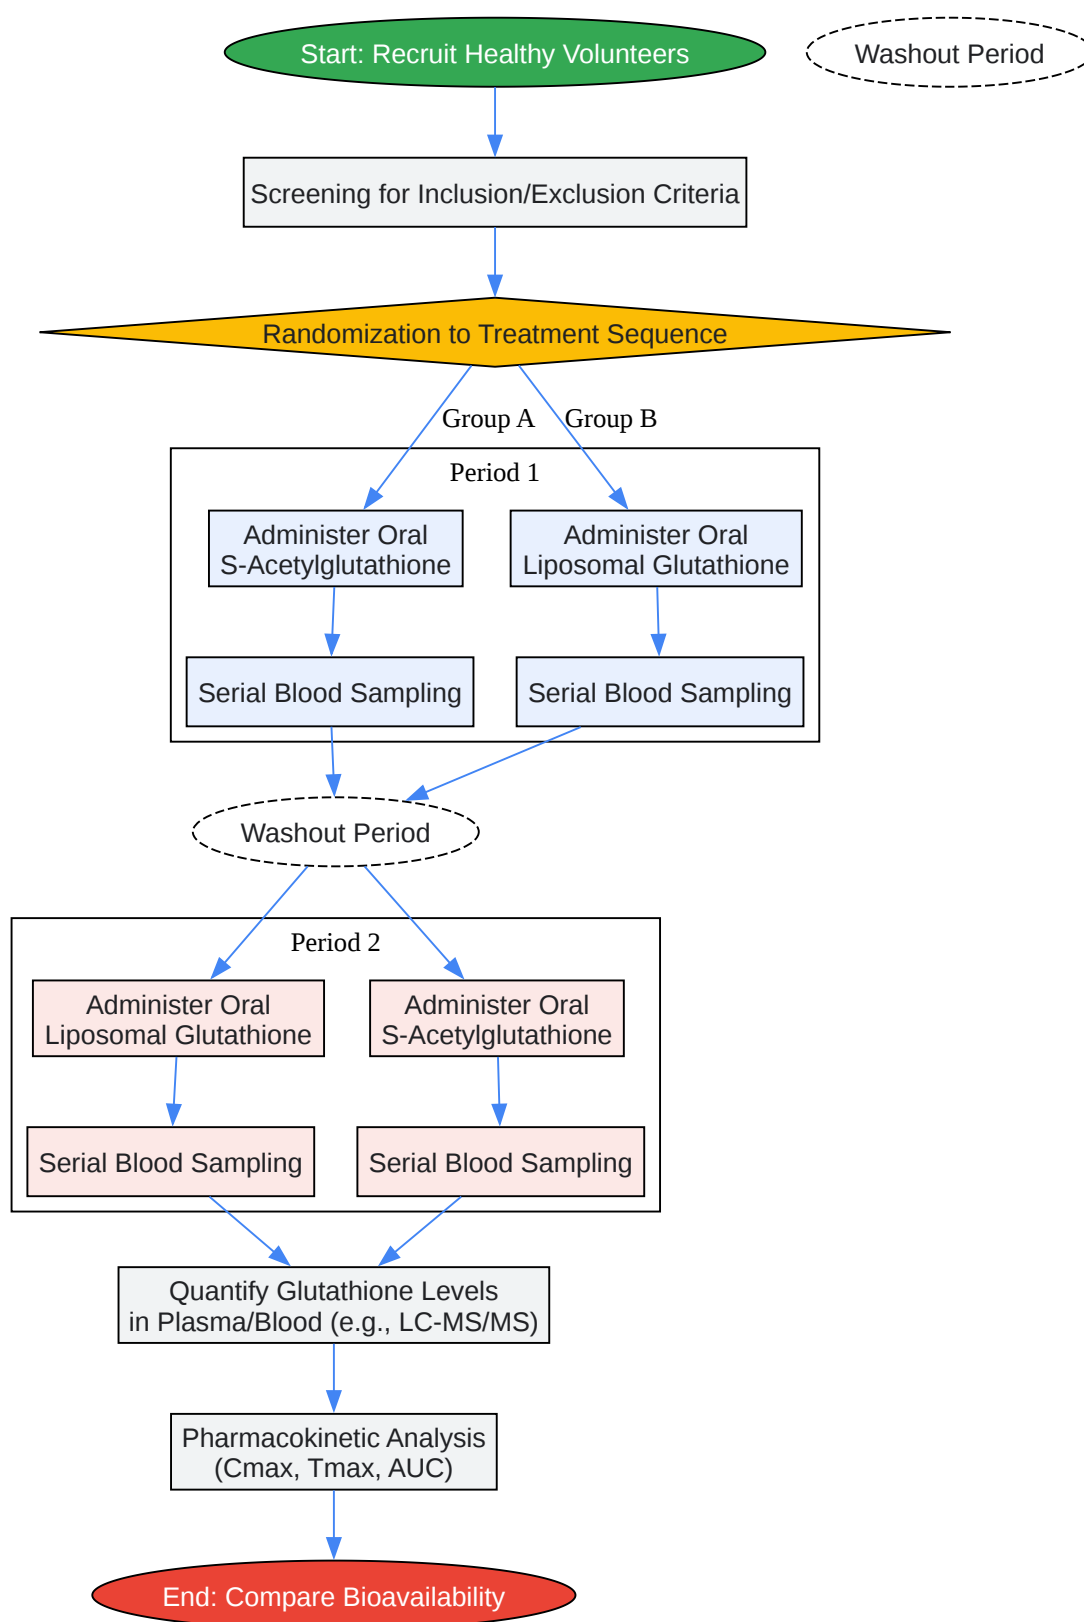 Start: Recruit Healthy Volunteers
Washout Period
Screening for Inclusion/Exclusion Criteria
Randomization to Treatment Sequence
Group A
Group B
Period 1
Administer Oral
S-Acetylglutathione
Administer Oral
Liposomal Glutathione
Serial Blood Sampling
Serial Blood Sampling
Washout Period
Period 2
Administer Oral
Liposomal Glutathione
Administer Oral
S-Acetylglutathione
Serial Blood Sampling
Serial Blood Sampling
Quantify Glutathione Levels
in Plasma/Blood (e.g., LC-MS/MS)
Pharmacokinetic Analysis
(Cmax, Tmax, AUC)
End: Compare Bioavailability